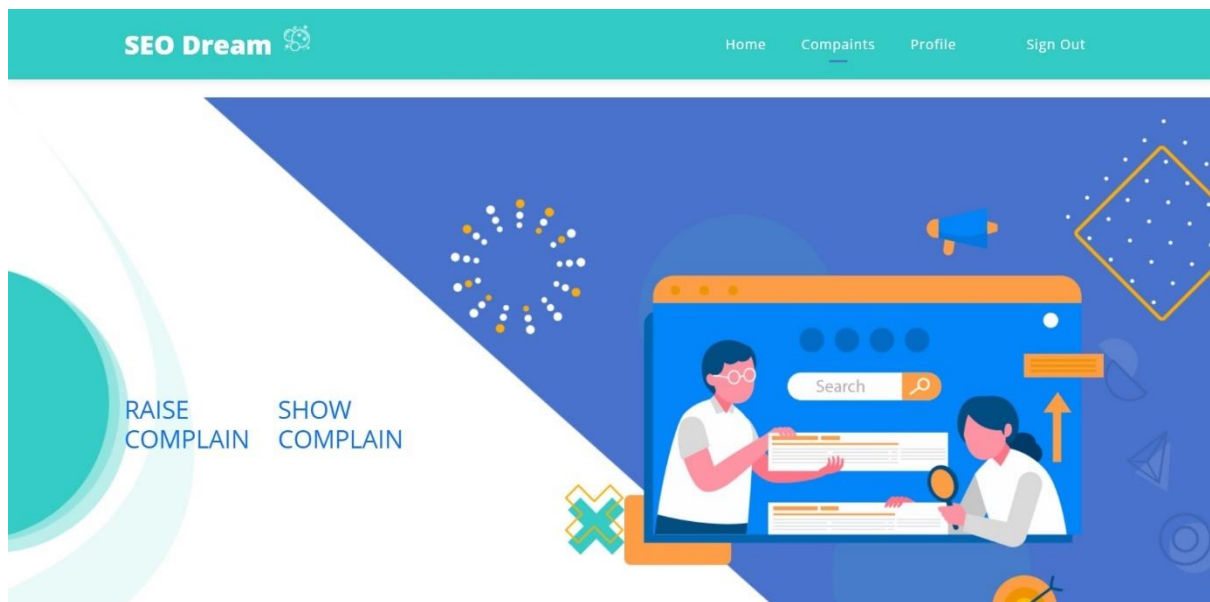 SEO Dream
Home Compaints Profile Sign Out
Search
RAISE SHOW
COMPLAIN COMPLAIN